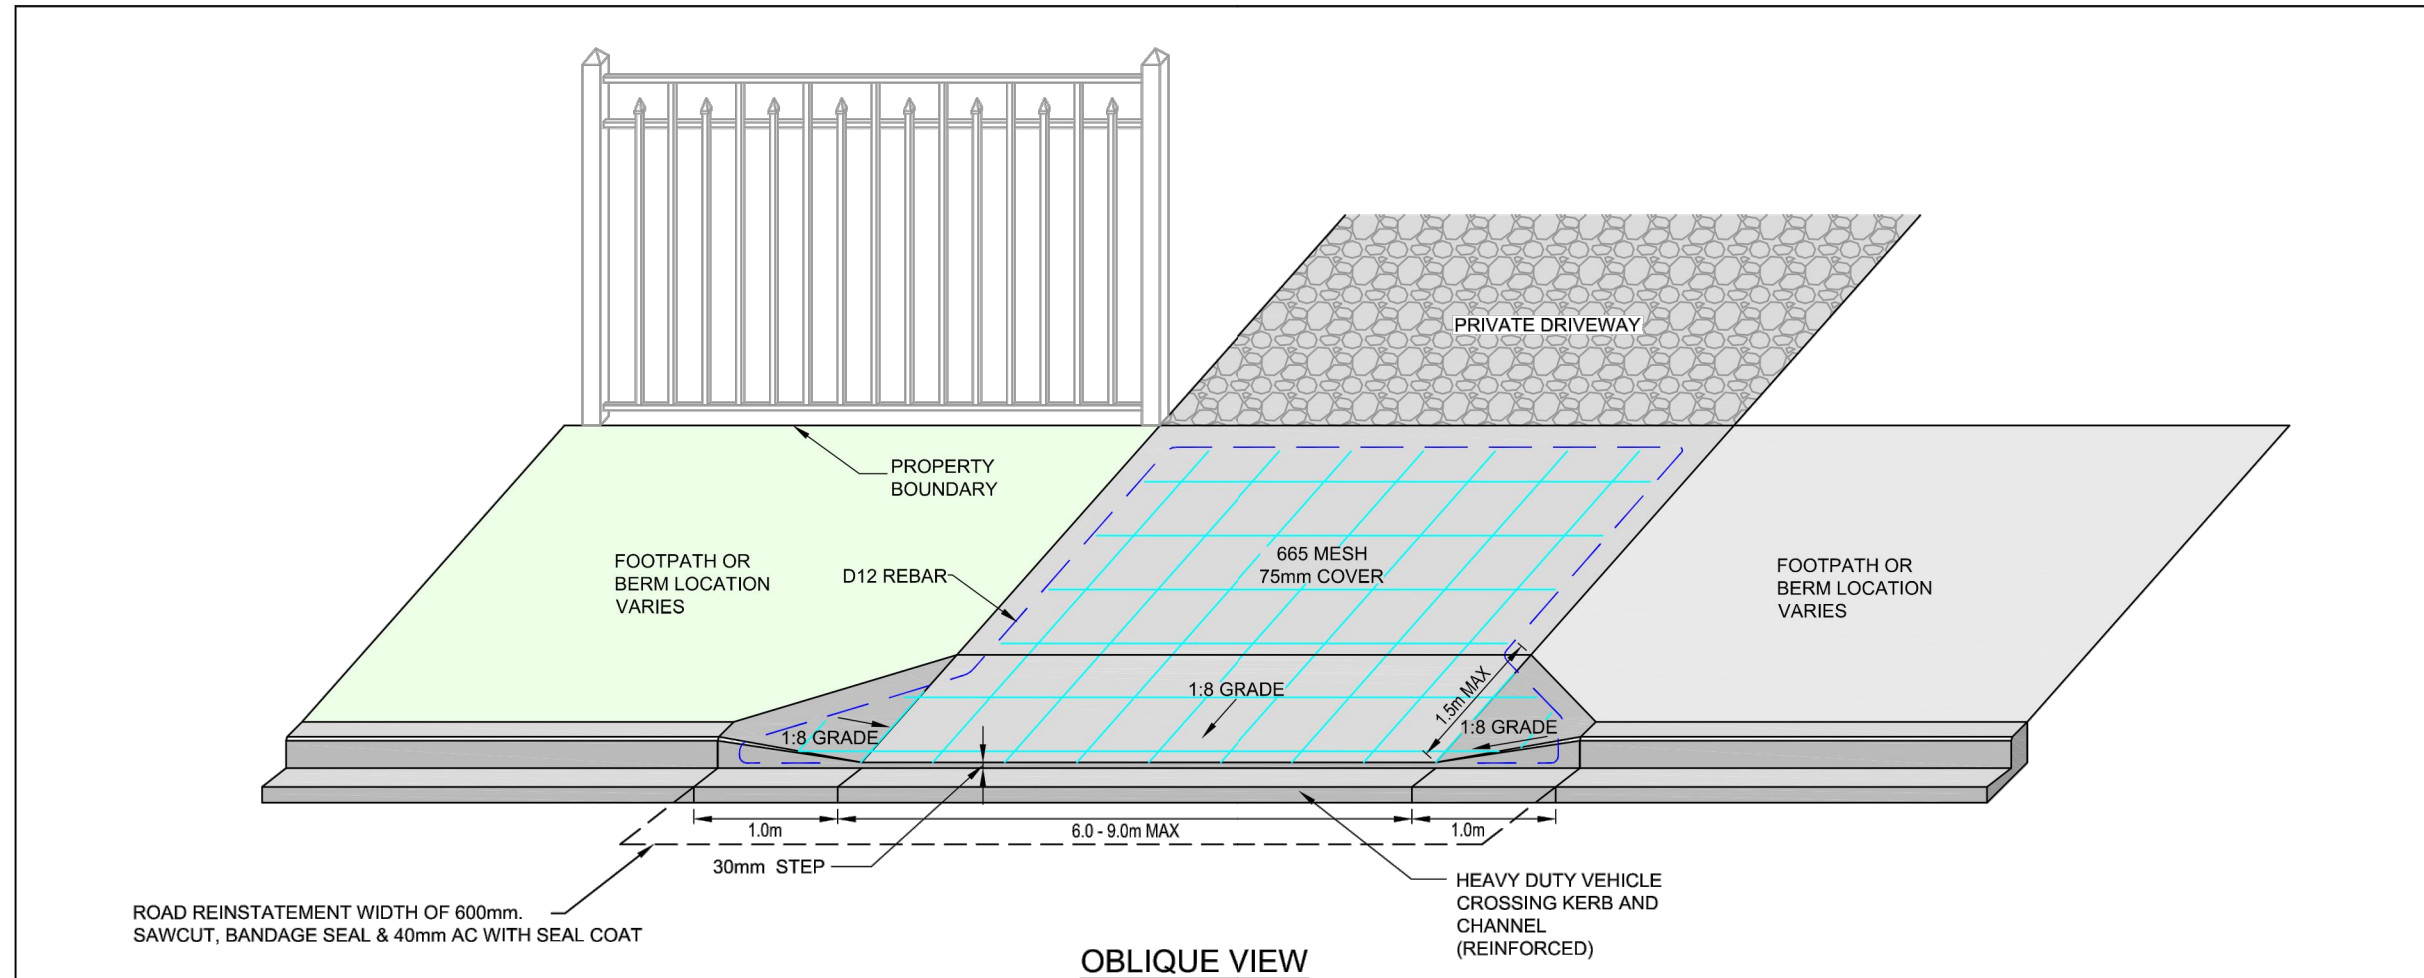 PRIVATE DRIVEWAY
PROPERTY
BOUNDARY
FOOTPATH OR
BERM LOCATION
VARIES
D12 REBAR
665 MESH
75mm COVER
FOOTPATH OR
BERM LOCATION
VARIES
1:8 GRADE
1.5m MAX
1:8 GRADE
1:8 GRADE
1.0m
6.0 - 9.0m MAX
1.0m
30mm STEP
HEAVY DUTY VEHICLE
CROSSING KERB AND
CHANNEL
(REINFORCED)
ROAD REINSTATEMENT WIDTH OF 600mm.
SAWCUT, BANDAGE SEAL & 40mm AC WITH SEAL COAT
OBLIQUE VIEW